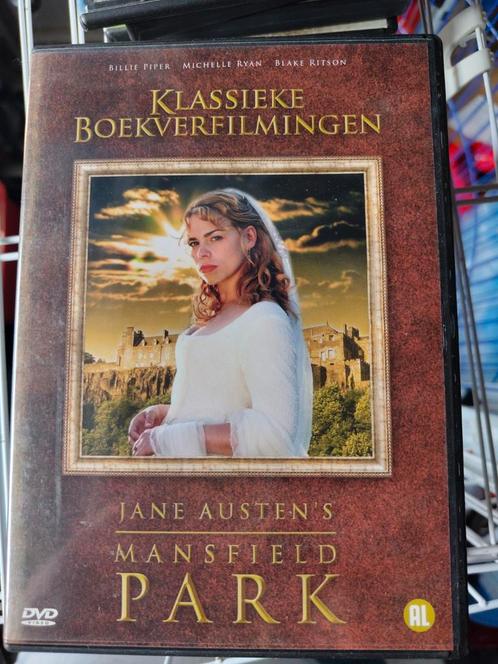 BILLIE PIPER MICHELLE RYAN BLAKE RITSON
KLASSIEKE
BOEKVERFILMINGEN
JANE AUSTEN'S
MANSFIELD
PARK
DVD
VIDEO
AL